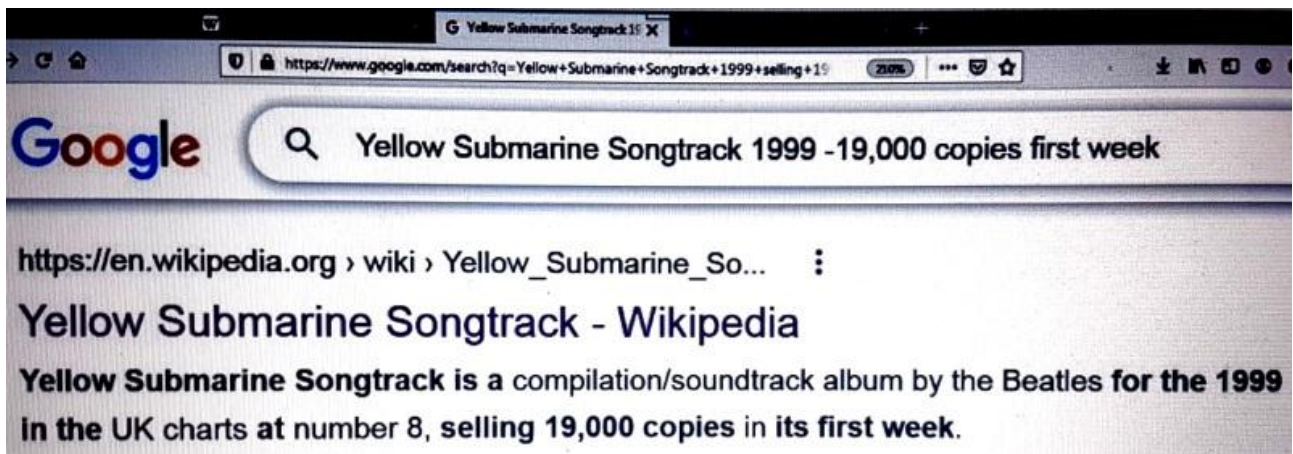 G Yellow Submarine Songtrack 19
https://www.google.com/search?q=Yellow+Submarine+Songtrack+1999+selling+19 210%
Google Yellow Submarine Songtrack 1999 -19,000 copies first week
https://en.wikipedia.org › wiki › Yellow_Submarine_So...
Yellow Submarine Songtrack - Wikipedia
Yellow Submarine Songtrack is a compilation/soundtrack album by the Beatles for the 1999
in the UK charts at number 8, selling 19,000 copies in its first week.